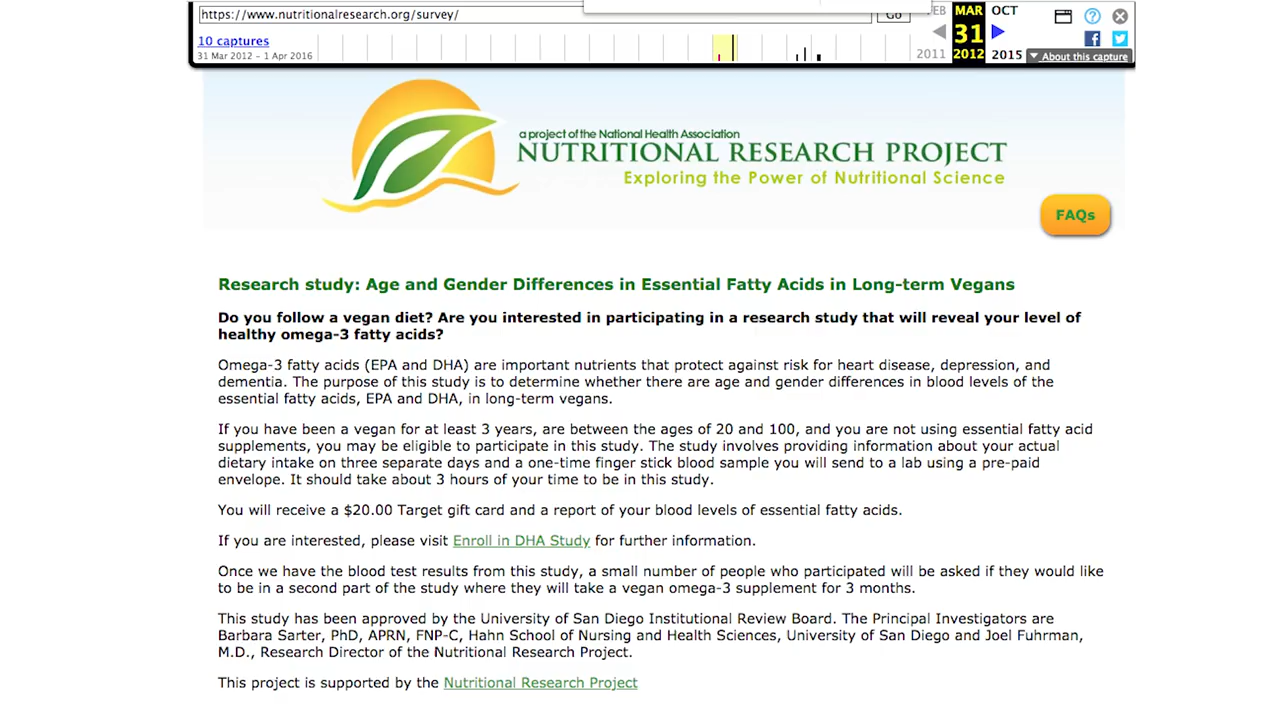 https://www.nutritionalresearch.org/survey/
Go
FEB
MAR
OCT
10 captures
31
31 Mar 2012 – 1 Apr 2016
2011
2012
2015
About this capture
a project of the National Health Association
NUTRITIONAL RESEARCH PROJECT
Exploring the Power of Nutritional Science
FAQs
Research study: Age and Gender Differences in Essential Fatty Acids in Long-term Vegans
Do you follow a vegan diet? Are you interested in participating in a research study that will reveal your level of
healthy omega-3 fatty acids?
Omega-3 fatty acids (EPA and DHA) are important nutrients that protect against risk for heart disease, depression, and
dementia. The purpose of this study is to determine whether there are age and gender differences in blood levels of the
essential fatty acids, EPA and DHA, in long-term vegans.
If you have been a vegan for at least 3 years, are between the ages of 20 and 100, and you are not using essential fatty acid
supplements, you may be eligible to participate in this study. The study involves providing information about your actual
dietary intake on three separate days and a one-time finger stick blood sample you will send to a lab using a pre-paid
envelope. It should take about 3 hours of your time to be in this study.
You will receive a $20.00 Target gift card and a report of your blood levels of essential fatty acids.
If you are interested, please visit Enroll in DHA Study for further information.
Once we have the blood test results from this study, a small number of people who participated will be asked if they would like
to be in a second part of the study where they will take a vegan omega-3 supplement for 3 months.
This study has been approved by the University of San Diego Institutional Review Board. The Principal Investigators are
Barbara Sarter, PhD, APRN, FNP-C, Hahn School of Nursing and Health Sciences, University of San Diego and Joel Fuhrman,
M.D., Research Director of the Nutritional Research Project.
This project is supported by the Nutritional Research Project